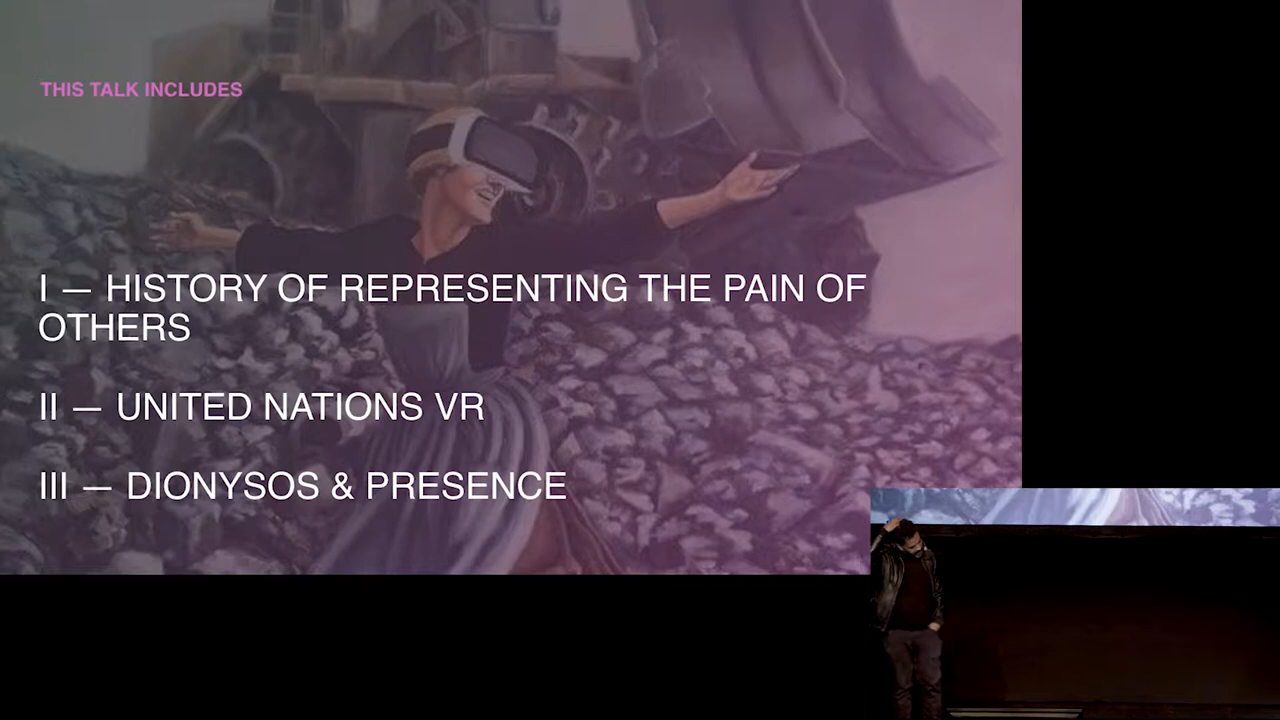 THIS TALK INCLUDES
I — HISTORY OF REPRESENTING THE PAIN OF
OTHERS
II — UNITED NATIONS VR
III — DIONYSOS & PRESENCE